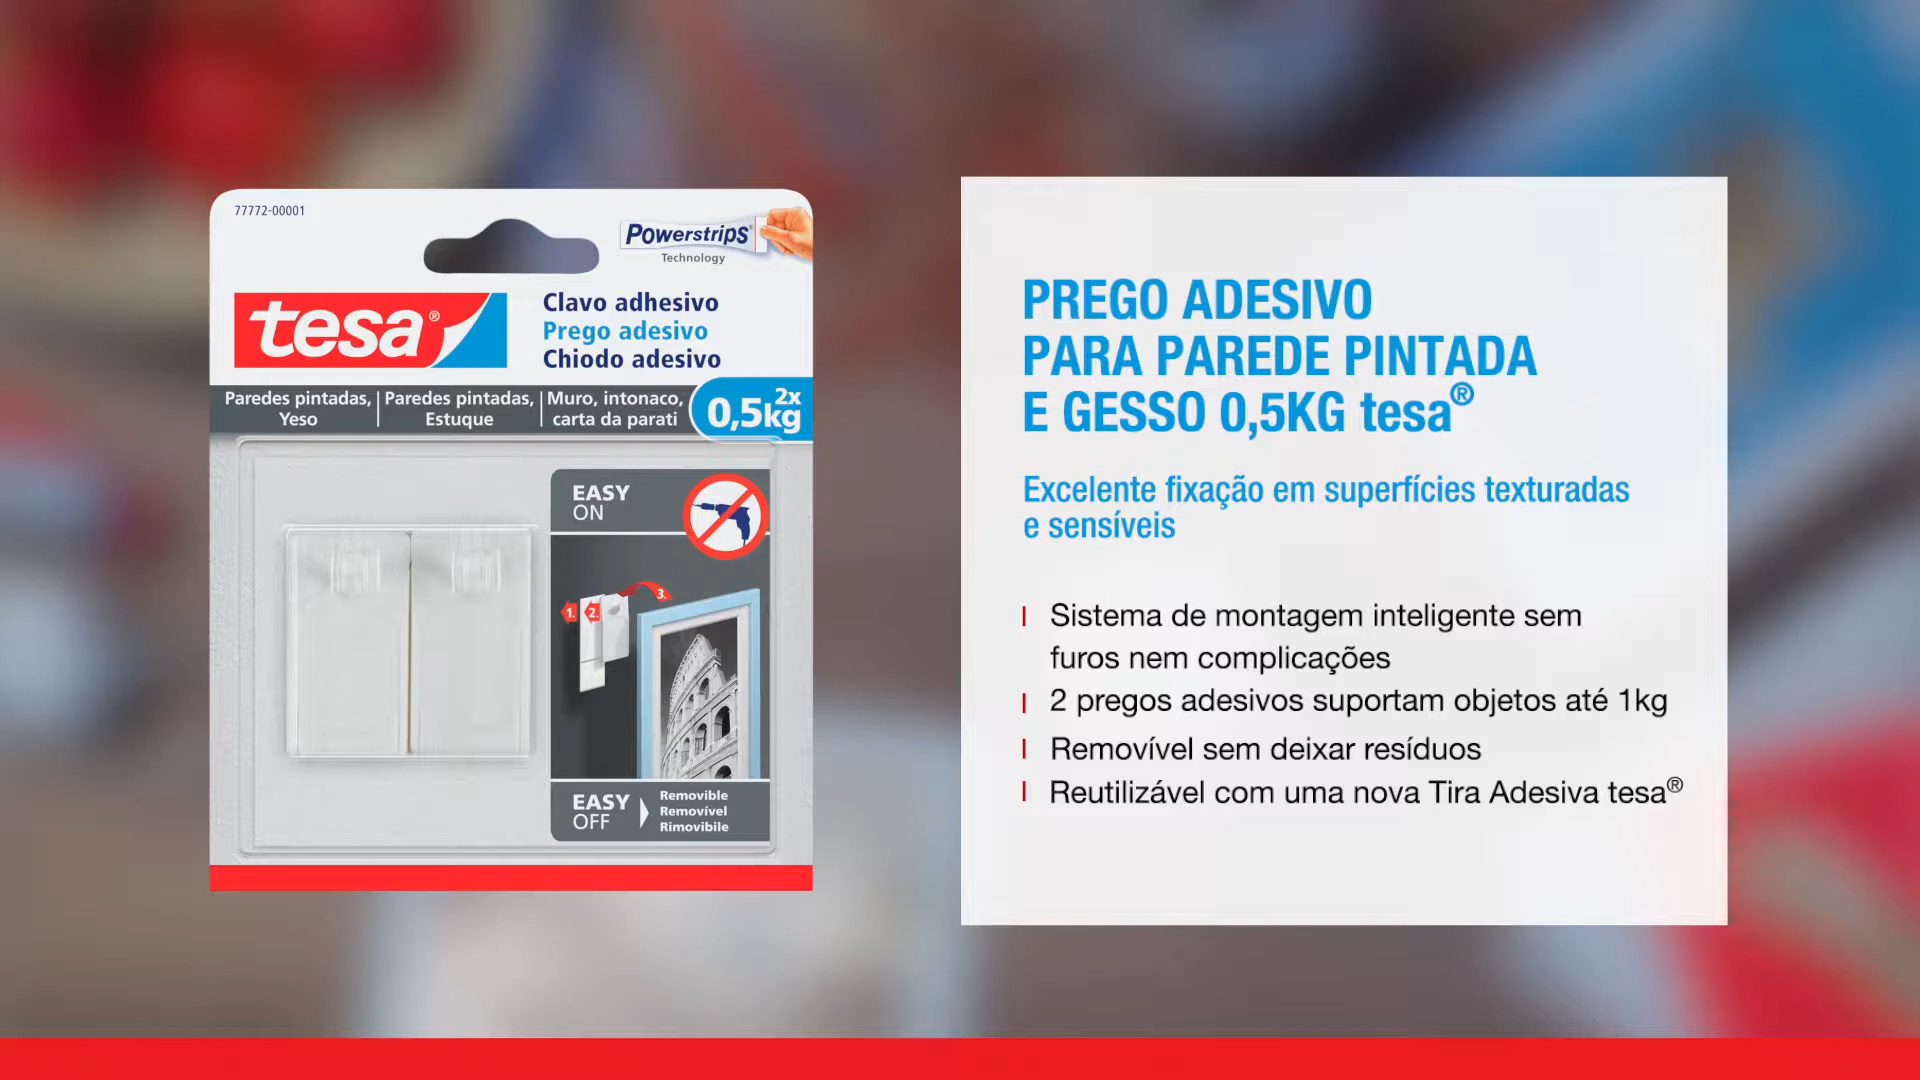 77772-00001
Powerstrips®
Technology
tesa®
Clavo adhesivo
Prego adesivo
Chiodo adesivo
Paredes pintadas,
Yeso
Paredes pintadas,
Estuque
Muro, intonaco,
carta da parati
2x
0,5kg
EASY
ON
1.
2.
3.
EASY
OFF
Removible
Removível
Rimovibile
PREGO ADESIVO
PARA PAREDE PINTADA
E GESSO 0,5KG tesa®
Excelente fixação em superfícies texturadas
e sensíveis
Sistema de montagem inteligente sem
furos nem complicações
2 pregos adesivos suportam objetos até 1kg
Removível sem deixar resíduos
Reutilizável com uma nova Tira Adesiva tesa®